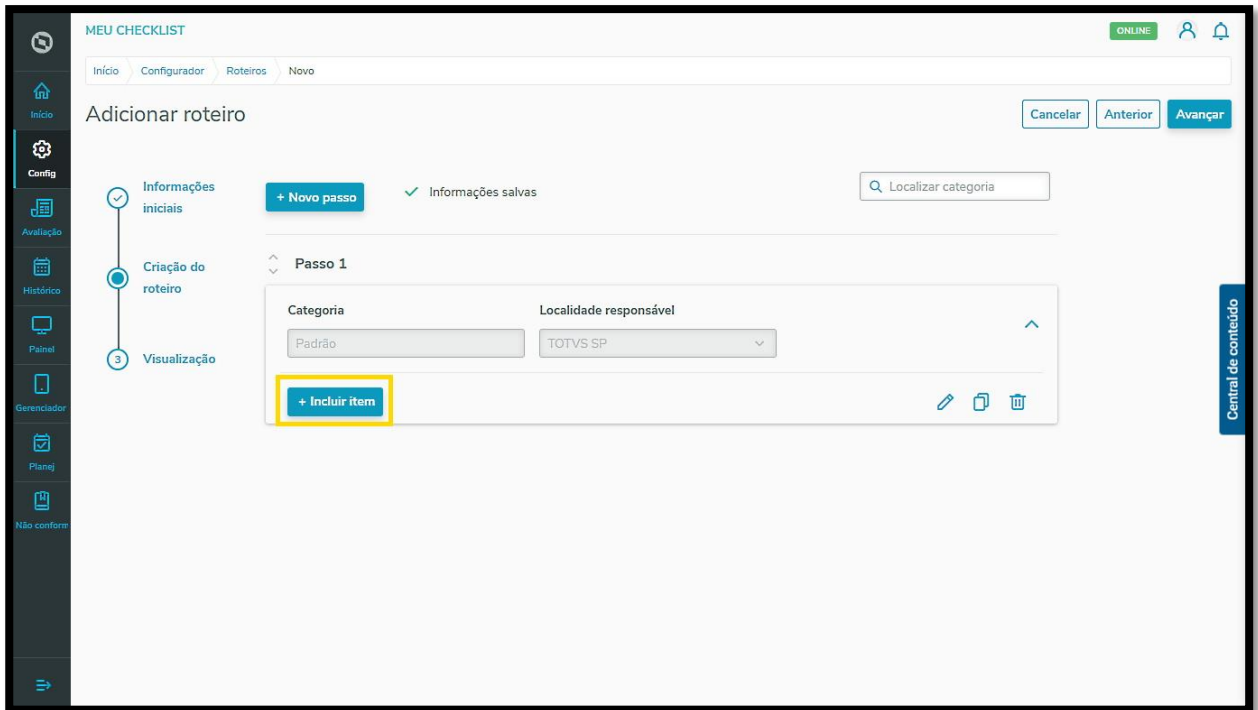 MEU CHECKLIST
ONLINE
Início
Configurador
Roteiros
Novo
Adicionar roteiro
Cancelar
Anterior
Avançar
Início
Config
Avaliação
Histórico
Painel
Gerenciador
Planej
Não conform
Informações
iniciais
Criação do
roteiro
3
Visualização
+ Novo passo
Informações salvas
Localizar categoria
Passo 1
Categoria
Localidade responsável
Padrão
TOTVS SP
+ Incluir item
Central de conteúdo